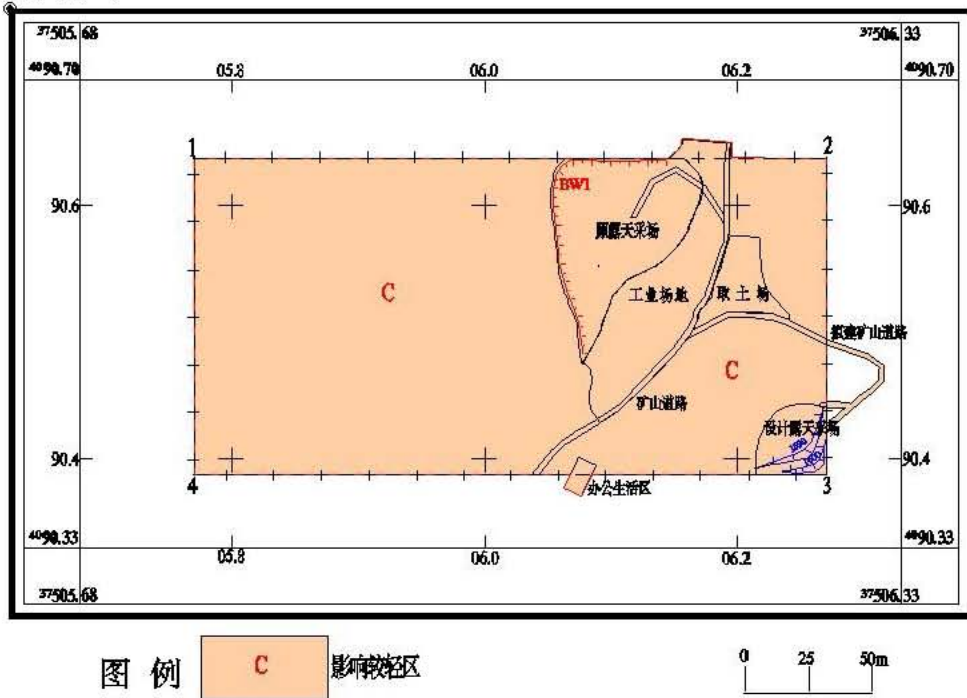 37505.68 37506.33
4090.70 05.8 06.0 06.2 4090.70
1 2
BW1
90.6 90.6
原露天采场
C 工业场地 取土场
拟建矿山道路
C
矿山道路
设计露天采场
90.4 90.4
4 3
办公生活区
4090.33 4090.33
05.8 06.0 06.2
37505.68 37506.33
图 例 C 影响较轻区
0 25 50m